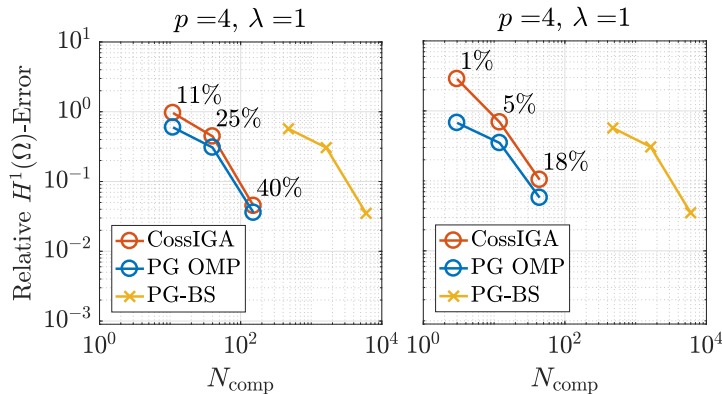 p =4, λ =1
p =4, λ =1
Relative H¹(Ω)-Error
10¹
10⁰
10⁻¹
10⁻²
10⁻³
11%
25%
40%
CossIGA
PG OMP
PG-BS
10⁰
10²
10⁴
N_comp
1%
5%
18%
CossIGA
PG OMP
PG-BS
10⁰
10²
10⁴
N_comp